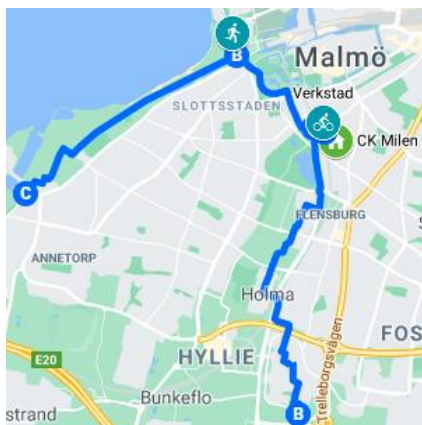 Malmö
B
Verkstad
SLOTTSSTADEN
CK Milen
C
FLENSBURG
ANNETORP
Holma
Trelleborgsvägen
FOS
HYLLIE
E20
Bunkeflo
strand
B